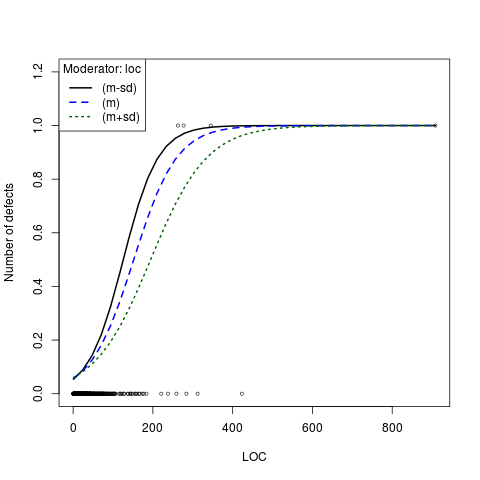 Moderator: loc
(m-sd)
(m)
(m+sd)
Number of defects
1.2
1.0
0.8
0.6
0.4
0.2
0.0
0 200 400 600 800
LOC